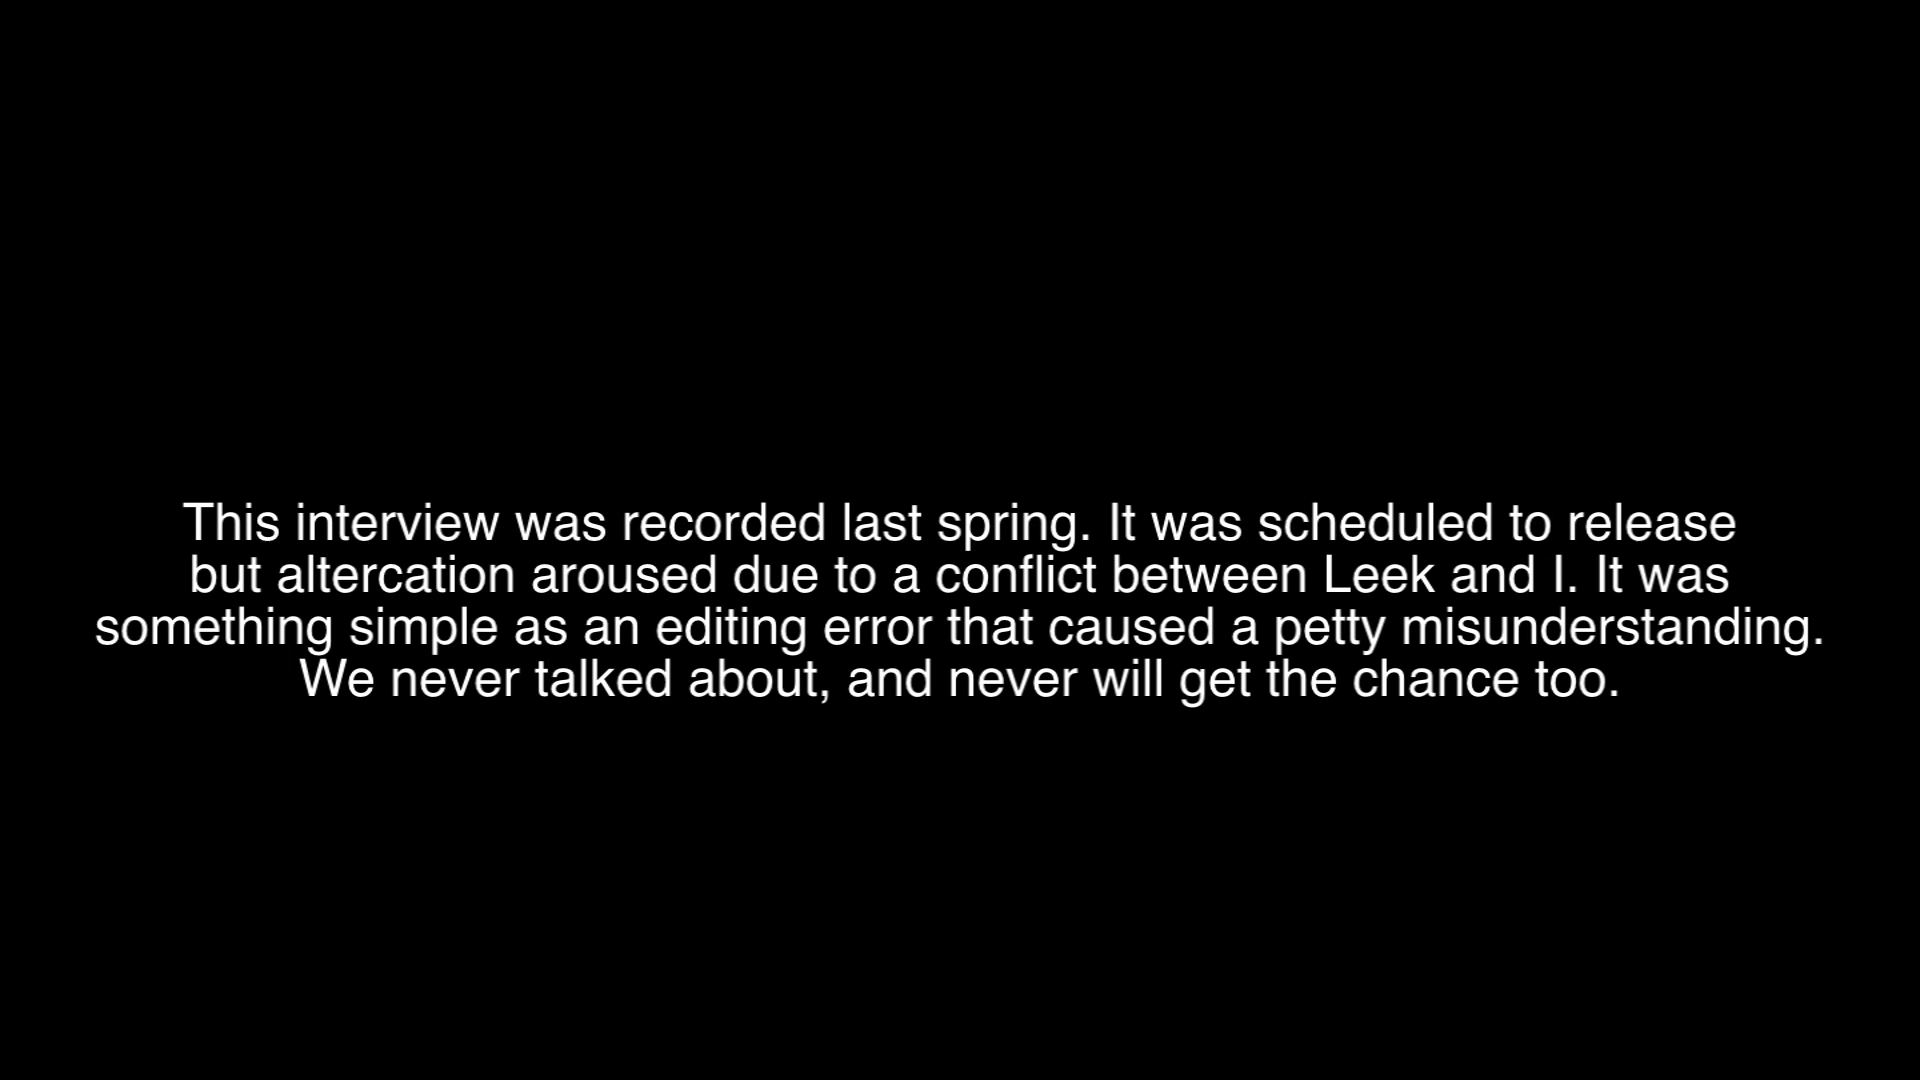 This interview was recorded last spring. It was scheduled to release
but altercation aroused due to a conflict between Leek and I. It was
something simple as an editing error that caused a petty misunderstanding.
We never talked about, and never will get the chance too.